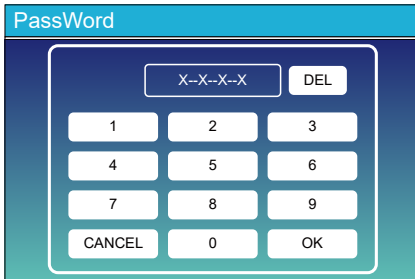 PassWord
X--X--X--X DEL
1 2 3
4 5 6
7 8 9
CANCEL 0 OK